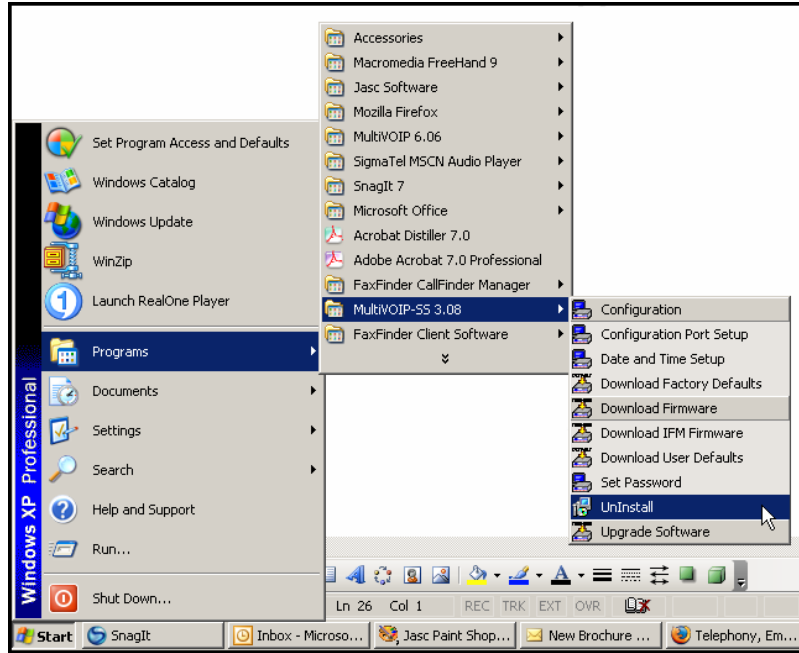 Accessories
Macromedia FreeHand 9
Jasc Software
Mozilla Firefox
MultiVOIP 6.06
SigmaTel MSCN Audio Player
SnagIt 7
Microsoft Office
Acrobat Distiller 7.0
Adobe Acrobat 7.0 Professional
FaxFinder CallFinder Manager
MultiVOIP-SS 3.08
FaxFinder Client Software
Set Program Access and Defaults
Windows Catalog
Windows Update
WinZip
Launch RealOne Player
Programs
Documents
Settings
Search
Help and Support
Run...
Shut Down...
Windows XP Professional
Configuration
Configuration Port Setup
Date and Time Setup
Download Factory Defaults
Download Firmware
Download IFM Firmware
Download User Defaults
Set Password
UnInstall
Upgrade Software
Ln 26 Col 1 REC TRK EXT OVR
Start SnagIt Inbox - Microso... Jasc Paint Shop... New Brochure ... Telephony, Em...